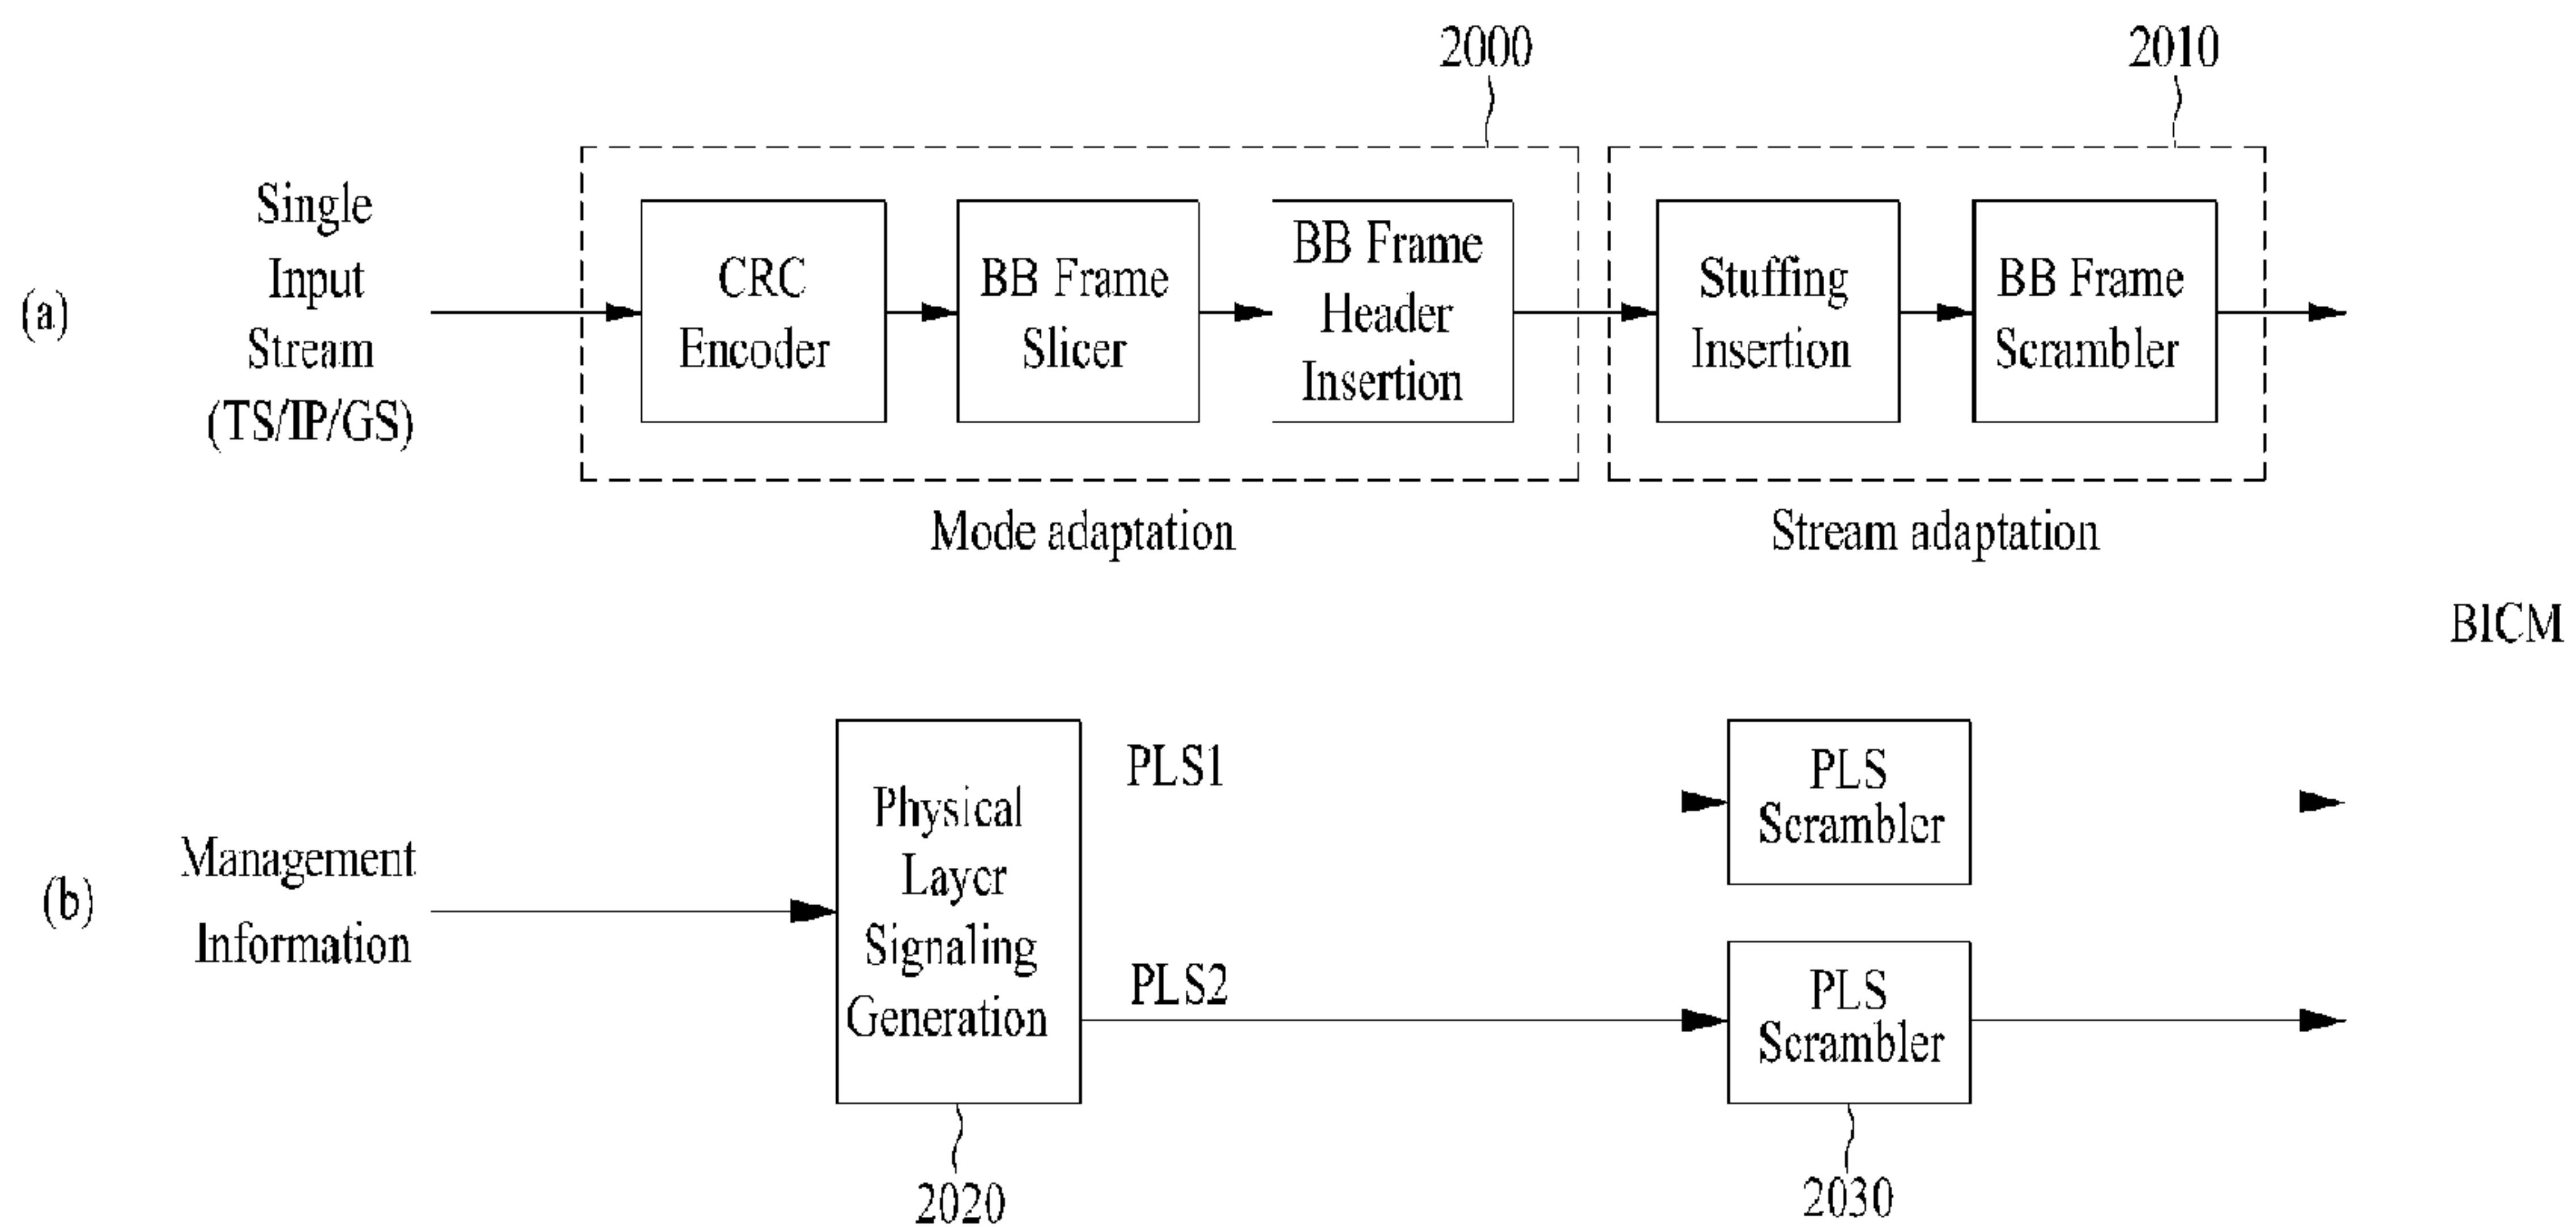 2000
2010
(a)
Single
Input
Stream
(TS/IP/GS)
CRC
Encoder
BB Frame
Slicer
BB Frame
Header
Insertion
Stuffing
Insertion
BB Frame
Scrambler
Mode adaptation
Stream adaptation
BICM
(b)
Management
Information
Physical
Layer
Signaling
Generation
PLS1
PLS2
PLS
Scrambler
PLS
Scrambler
2020
2030